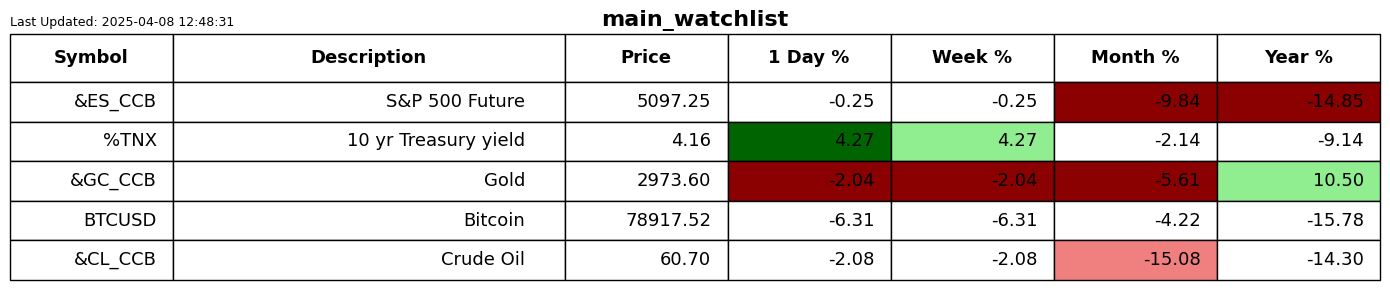 main_watchlist
Last Updated: 2025-04-08 12:48:31
Symbol Description Price 1 Day % Week % Month % Year %
&ES_CCB S&P 500 Future 5097.25 -0.25 -0.25 -9.84 -14.85
%TNX 10 yr Treasury yield 4.16 4.27 4.27 -2.14 -9.14
&GC_CCB Gold 2973.60 -2.04 -2.04 -5.61 10.50
BTCUSD Bitcoin 78917.52 -6.31 -6.31 -4.22 -15.78
&CL_CCB Crude Oil 60.70 -2.08 -2.08 -15.08 -14.30